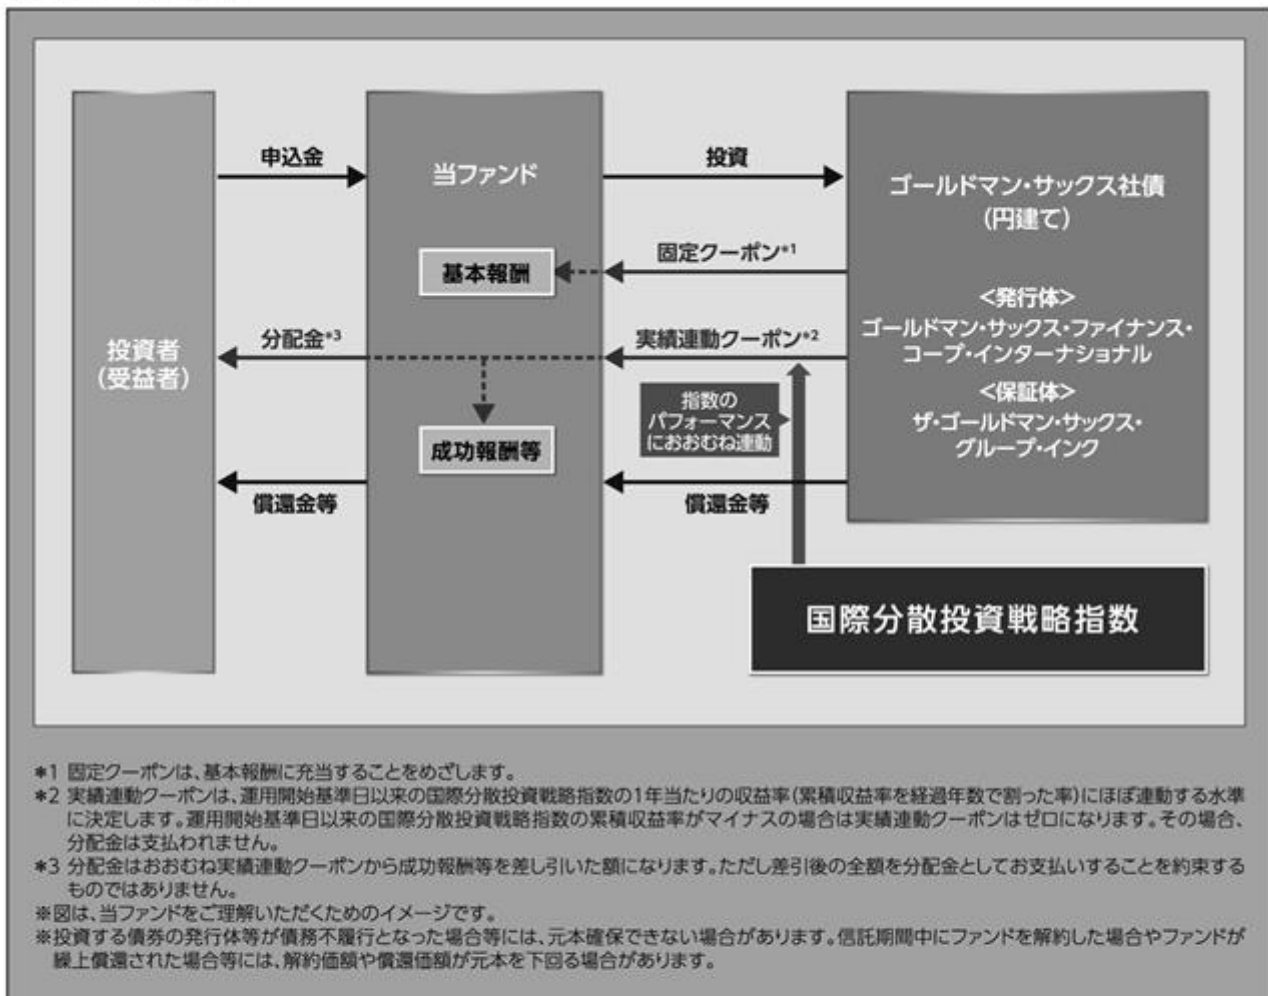 申込金
当ファンド
投資
ゴールドマン・サックス社債
(円建て)
固定クーポン*1
基本報酬
<発行体>
ゴールドマン・サックス・ファイナンス・
コープ・インターナショナル
投資者
(受益者)
分配金*3
実績連動クーポン*2
<保証体>
ザ・ゴールドマン・サックス・
グループ・インク
指数の
パフォーマンス
におおむね連動
成功報酬等
償還金等
償還金等
国際分散投資戦略指数
*1 固定クーポンは、基本報酬に充当することをめざします。
*2 実績連動クーポンは、運用開始基準日以来の国際分散投資戦略指数の1年当たりの収益率(累積収益率を経過年数で割った率)にほぼ連動する水準
に決定します。運用開始基準日以来の国際分散投資戦略指数の累積収益率がマイナスの場合は実績連動クーポンはゼロになります。その場合、
分配金は支払われません。
*3 分配金はおおむね実績連動クーポンから成功報酬等を差し引いた額になります。ただし差引後の全額を分配金としてお支払いすることを約束する
ものではありません。
※図は、当ファンドをご理解いただくためのイメージです。
※投資する債券の発行体等が債務不履行となった場合等には、元本確保できない場合があります。信託期間中にファンドを解約した場合やファンドが
繰上償還された場合等には、解約価額や償還価額が元本を下回る場合があります。